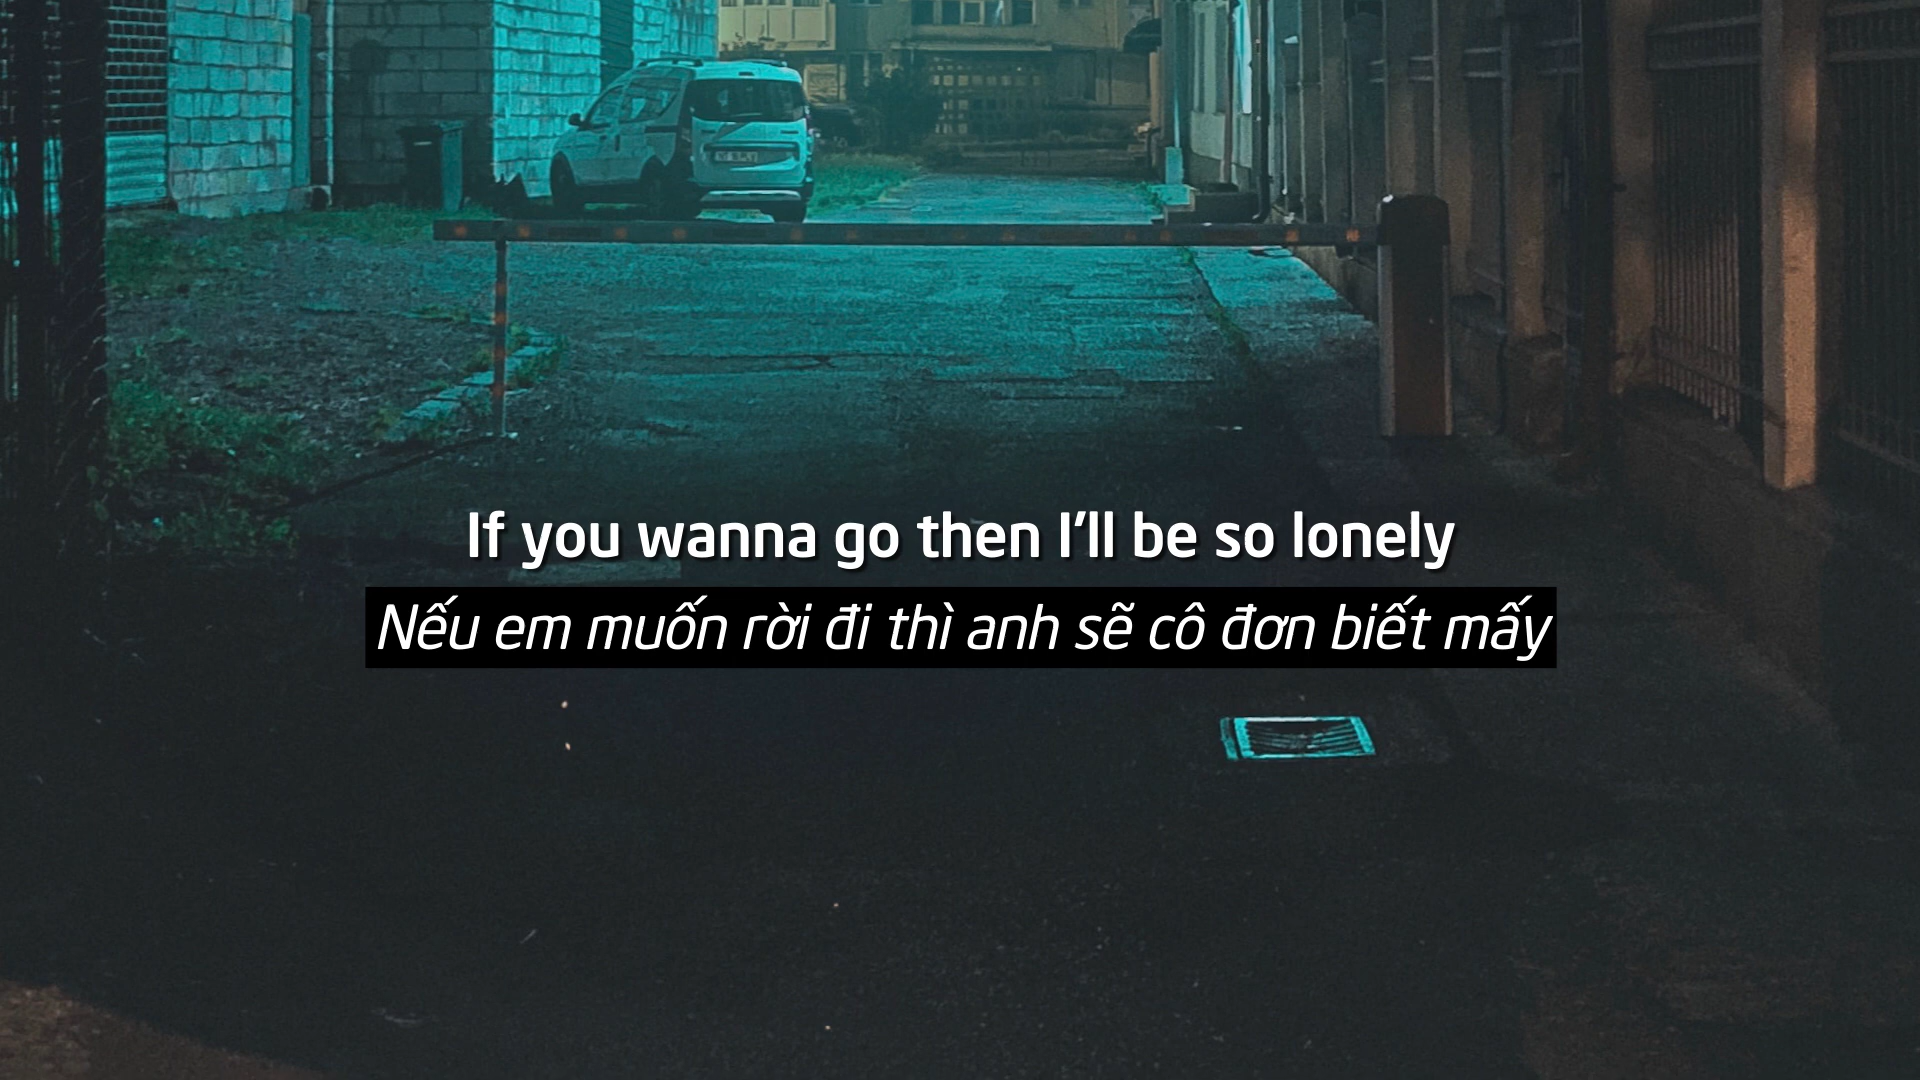 If you wanna go then I'll be so lonely
Nếu em muốn rời đi thì anh sẽ cô đơn biết mấy